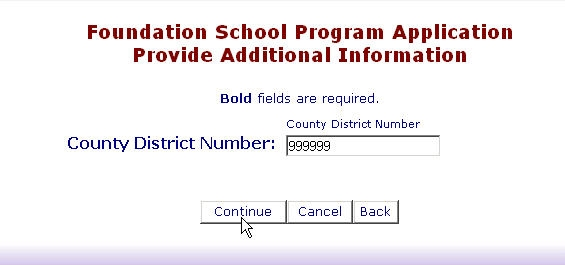 Foundation School Program Application
Provide Additional Information
Bold fields are required.
County District Number
County District Number: 999999
Continue Cancel Back